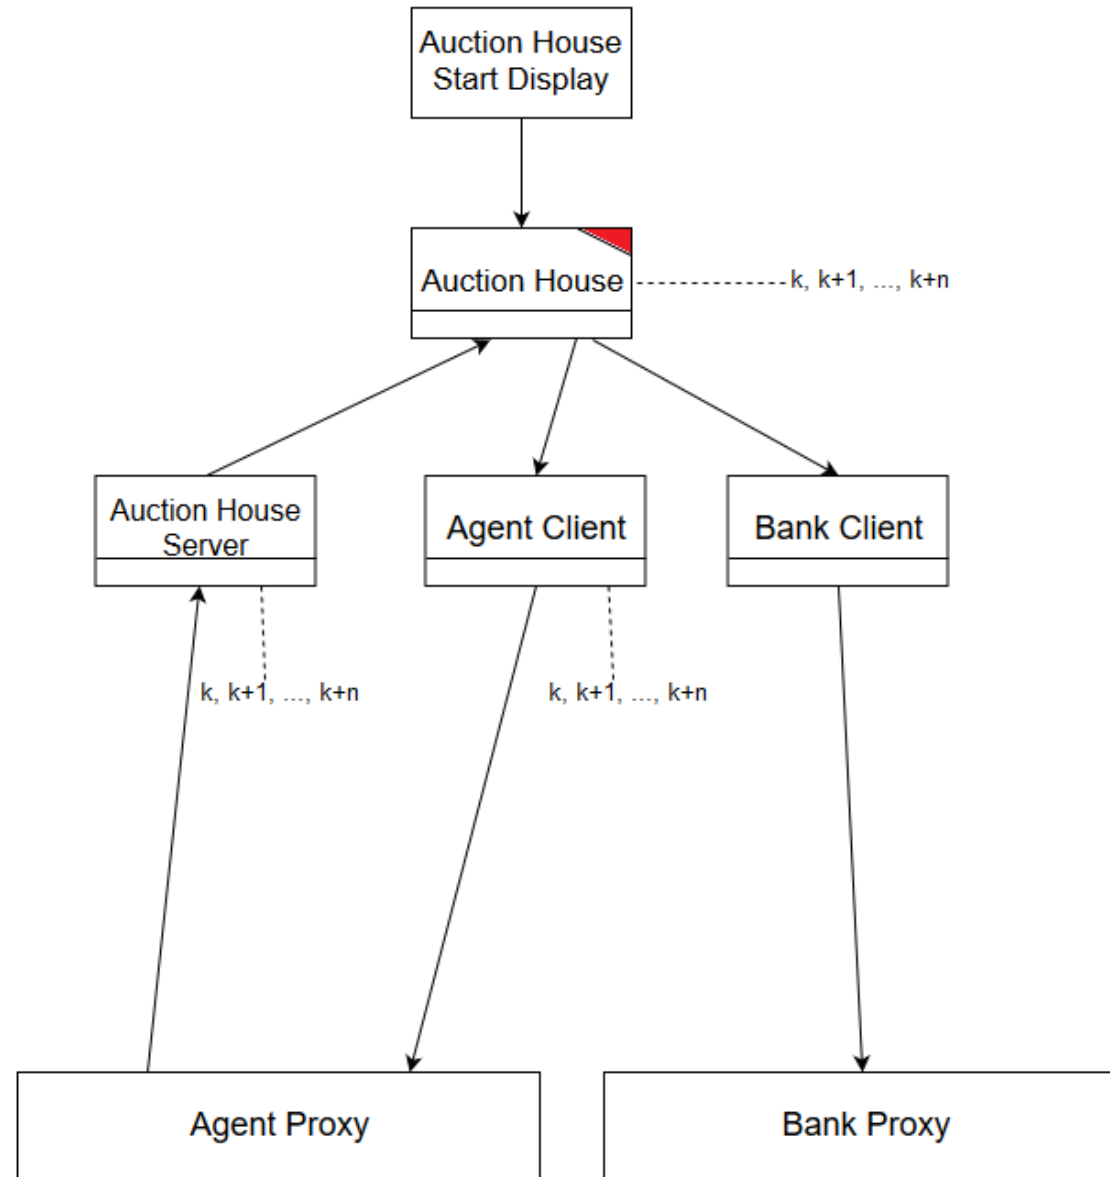 Auction House
Start Display
Auction House
k, k+1, ..., k+n
Auction House
Server
Agent Client
Bank Client
k, k+1, ..., k+n
k, k+1, ..., k+n
Agent Proxy
Bank Proxy